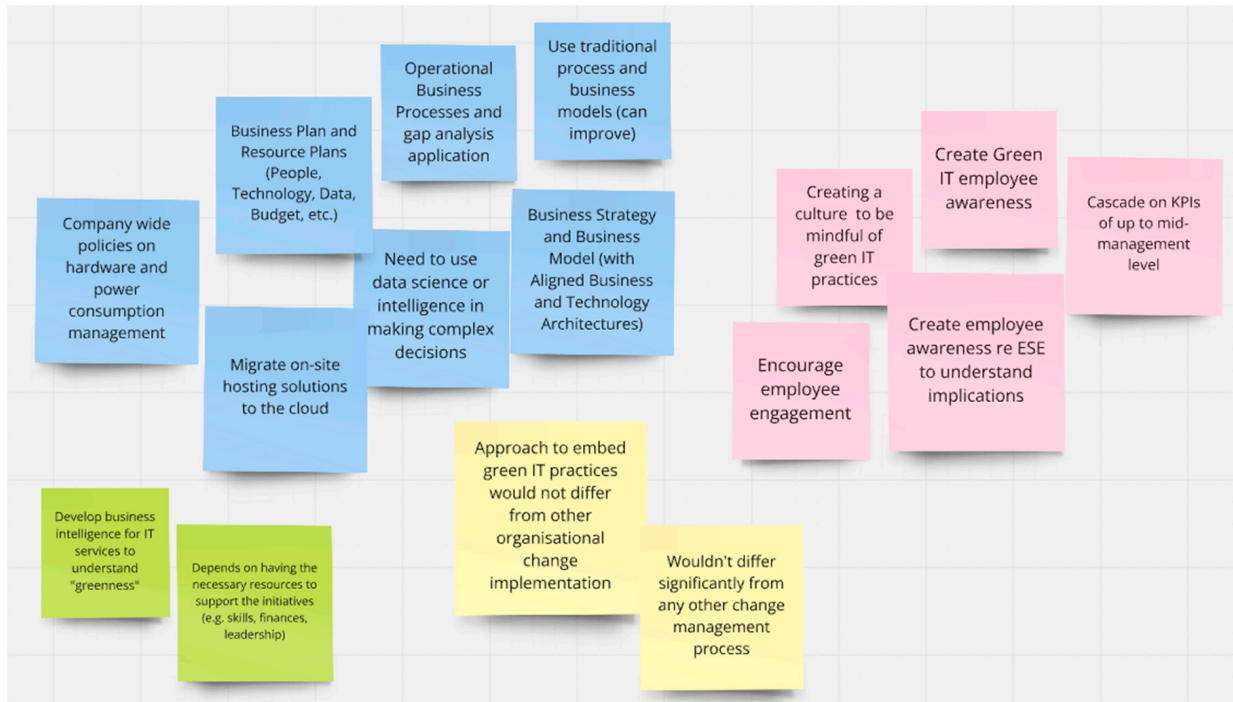 Company wide
policies on
hardware and
power
consumption
management
Business Plan and
Resource Plans
(People,
Technology, Data,
Budget, etc.)
Operational
Business
Processes and
gap analysis
application
Use traditional
process and
business
models (can
improve)
Migrate on-site
hosting solutions
to the cloud
Need to use
data science or
intelligence in
making complex
decisions
Business Strategy
and Business
Model (with
Aligned Business
and Technology
Architectures)
Creating a
culture to be
mindful of
green IT
practices
Create Green
IT employee
awareness
Cascade on KPIs
of up to mid-
management
level
Encourage
employee
engagement
Create employee
awareness re ESE
to understand
implications
Develop business
intelligence for IT
services to
understand
"greenness"
Depends on having the
necessary resources to
support the initiatives
(e.g. skills, finances,
leadership)
Approach to embed
green IT practices
would not differ
from other
organisational
change
implementation
Wouldn't differ
significantly from
any other change
management
process